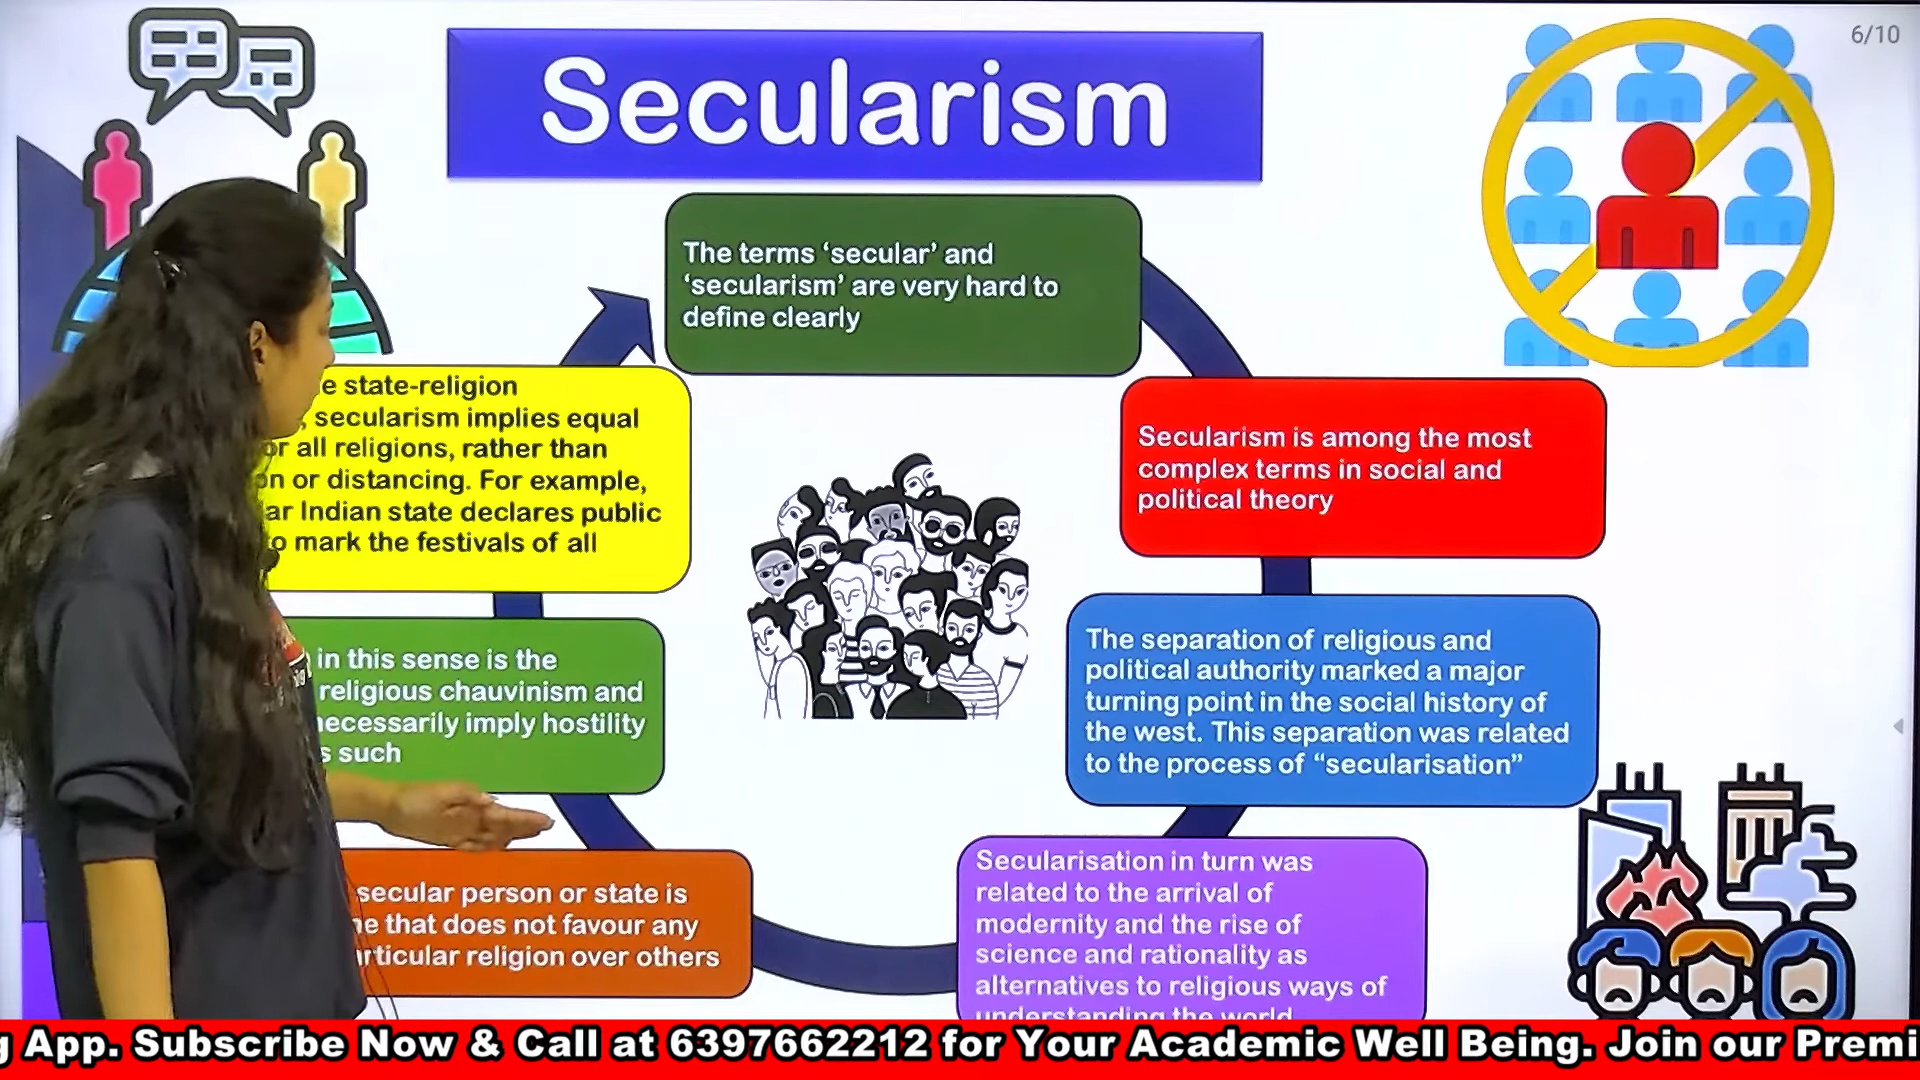 6/10
Secularism
The terms ‘secular’ and
‘secularism’ are very hard to
define clearly
Secularism is among the most
complex terms in social and
political theory
The separation of religious and
political authority marked a major
turning point in the social history of
the west. This separation was related
to the process of “secularisation”
Secularisation in turn was
related to the arrival of
modernity and the rise of
science and rationality as
alternatives to religious ways of
understanding the world
secular person or state is
that does not favour any
religion over others
in this sense is the
religious chauvinism and
necessarily imply hostility
such
state-religion
, secularism implies equal
all religions, rather than
or distancing. For example,
Indian state declares public
mark the festivals of all
App. Subscribe Now & Call at 6397662212 for Your Academic Well Being. Join our